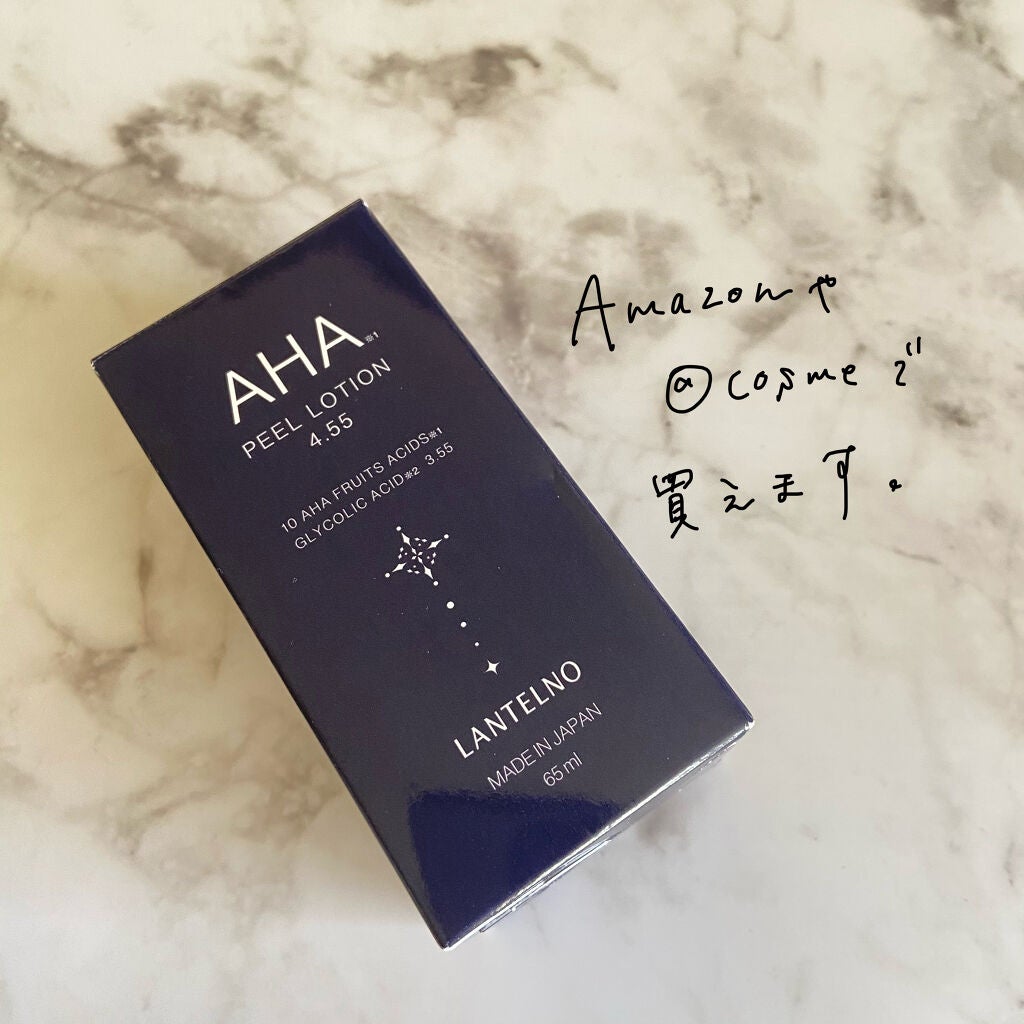 AHA※1
PEEL LOTION
4.55
10 AHA FRUITS ACIDS※1
GLYCOLIC ACID※2 3.55
LANTELNO
MADE IN JAPAN
65ml
Amazonや
@cosmeで
買えます。